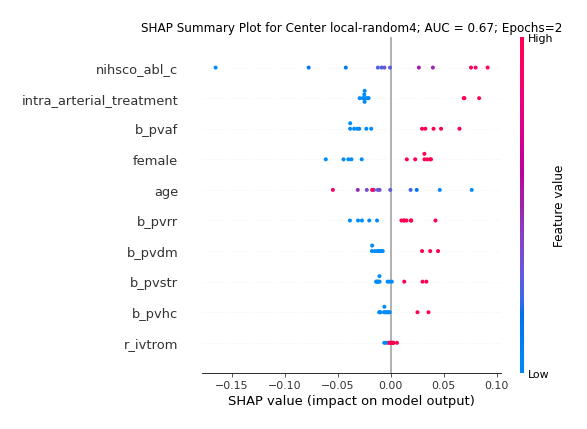 SHAP Summary Plot for Center local-random4; AUC = 0.67; Epochs=2
High
nihsco_abl_c
intra_arterial_treatment
b_pvaf
female
age
b_pvrr
b_pvdm
b_pvstr
b_pvhc
r_ivtrom
Feature value
Low
−0.15 −0.10 −0.05 0.00 0.05 0.10
SHAP value (impact on model output)